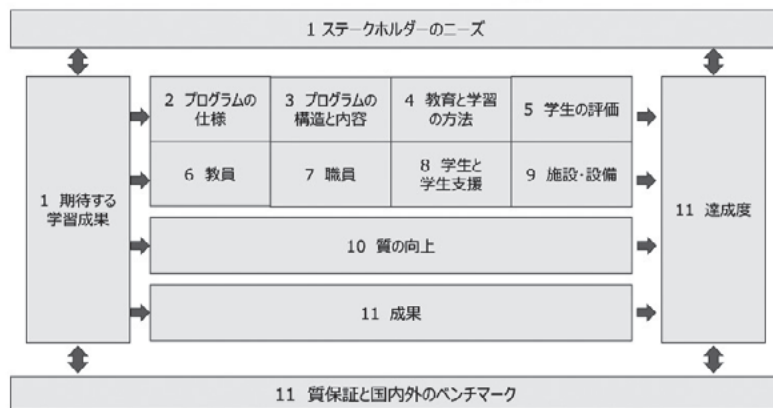 1 ステークホルダーのニーズ
1 期待する
学習成果
2 プログラムの
仕様
3 プログラムの
構造と内容
4 教育と学習
の方法
5 学生の評価
6 教員
7 職員
8 学生と
学生支援
9 施設・設備
10 質の向上
11 成果
11 達成度
11 質保証と国内外のベンチマーク